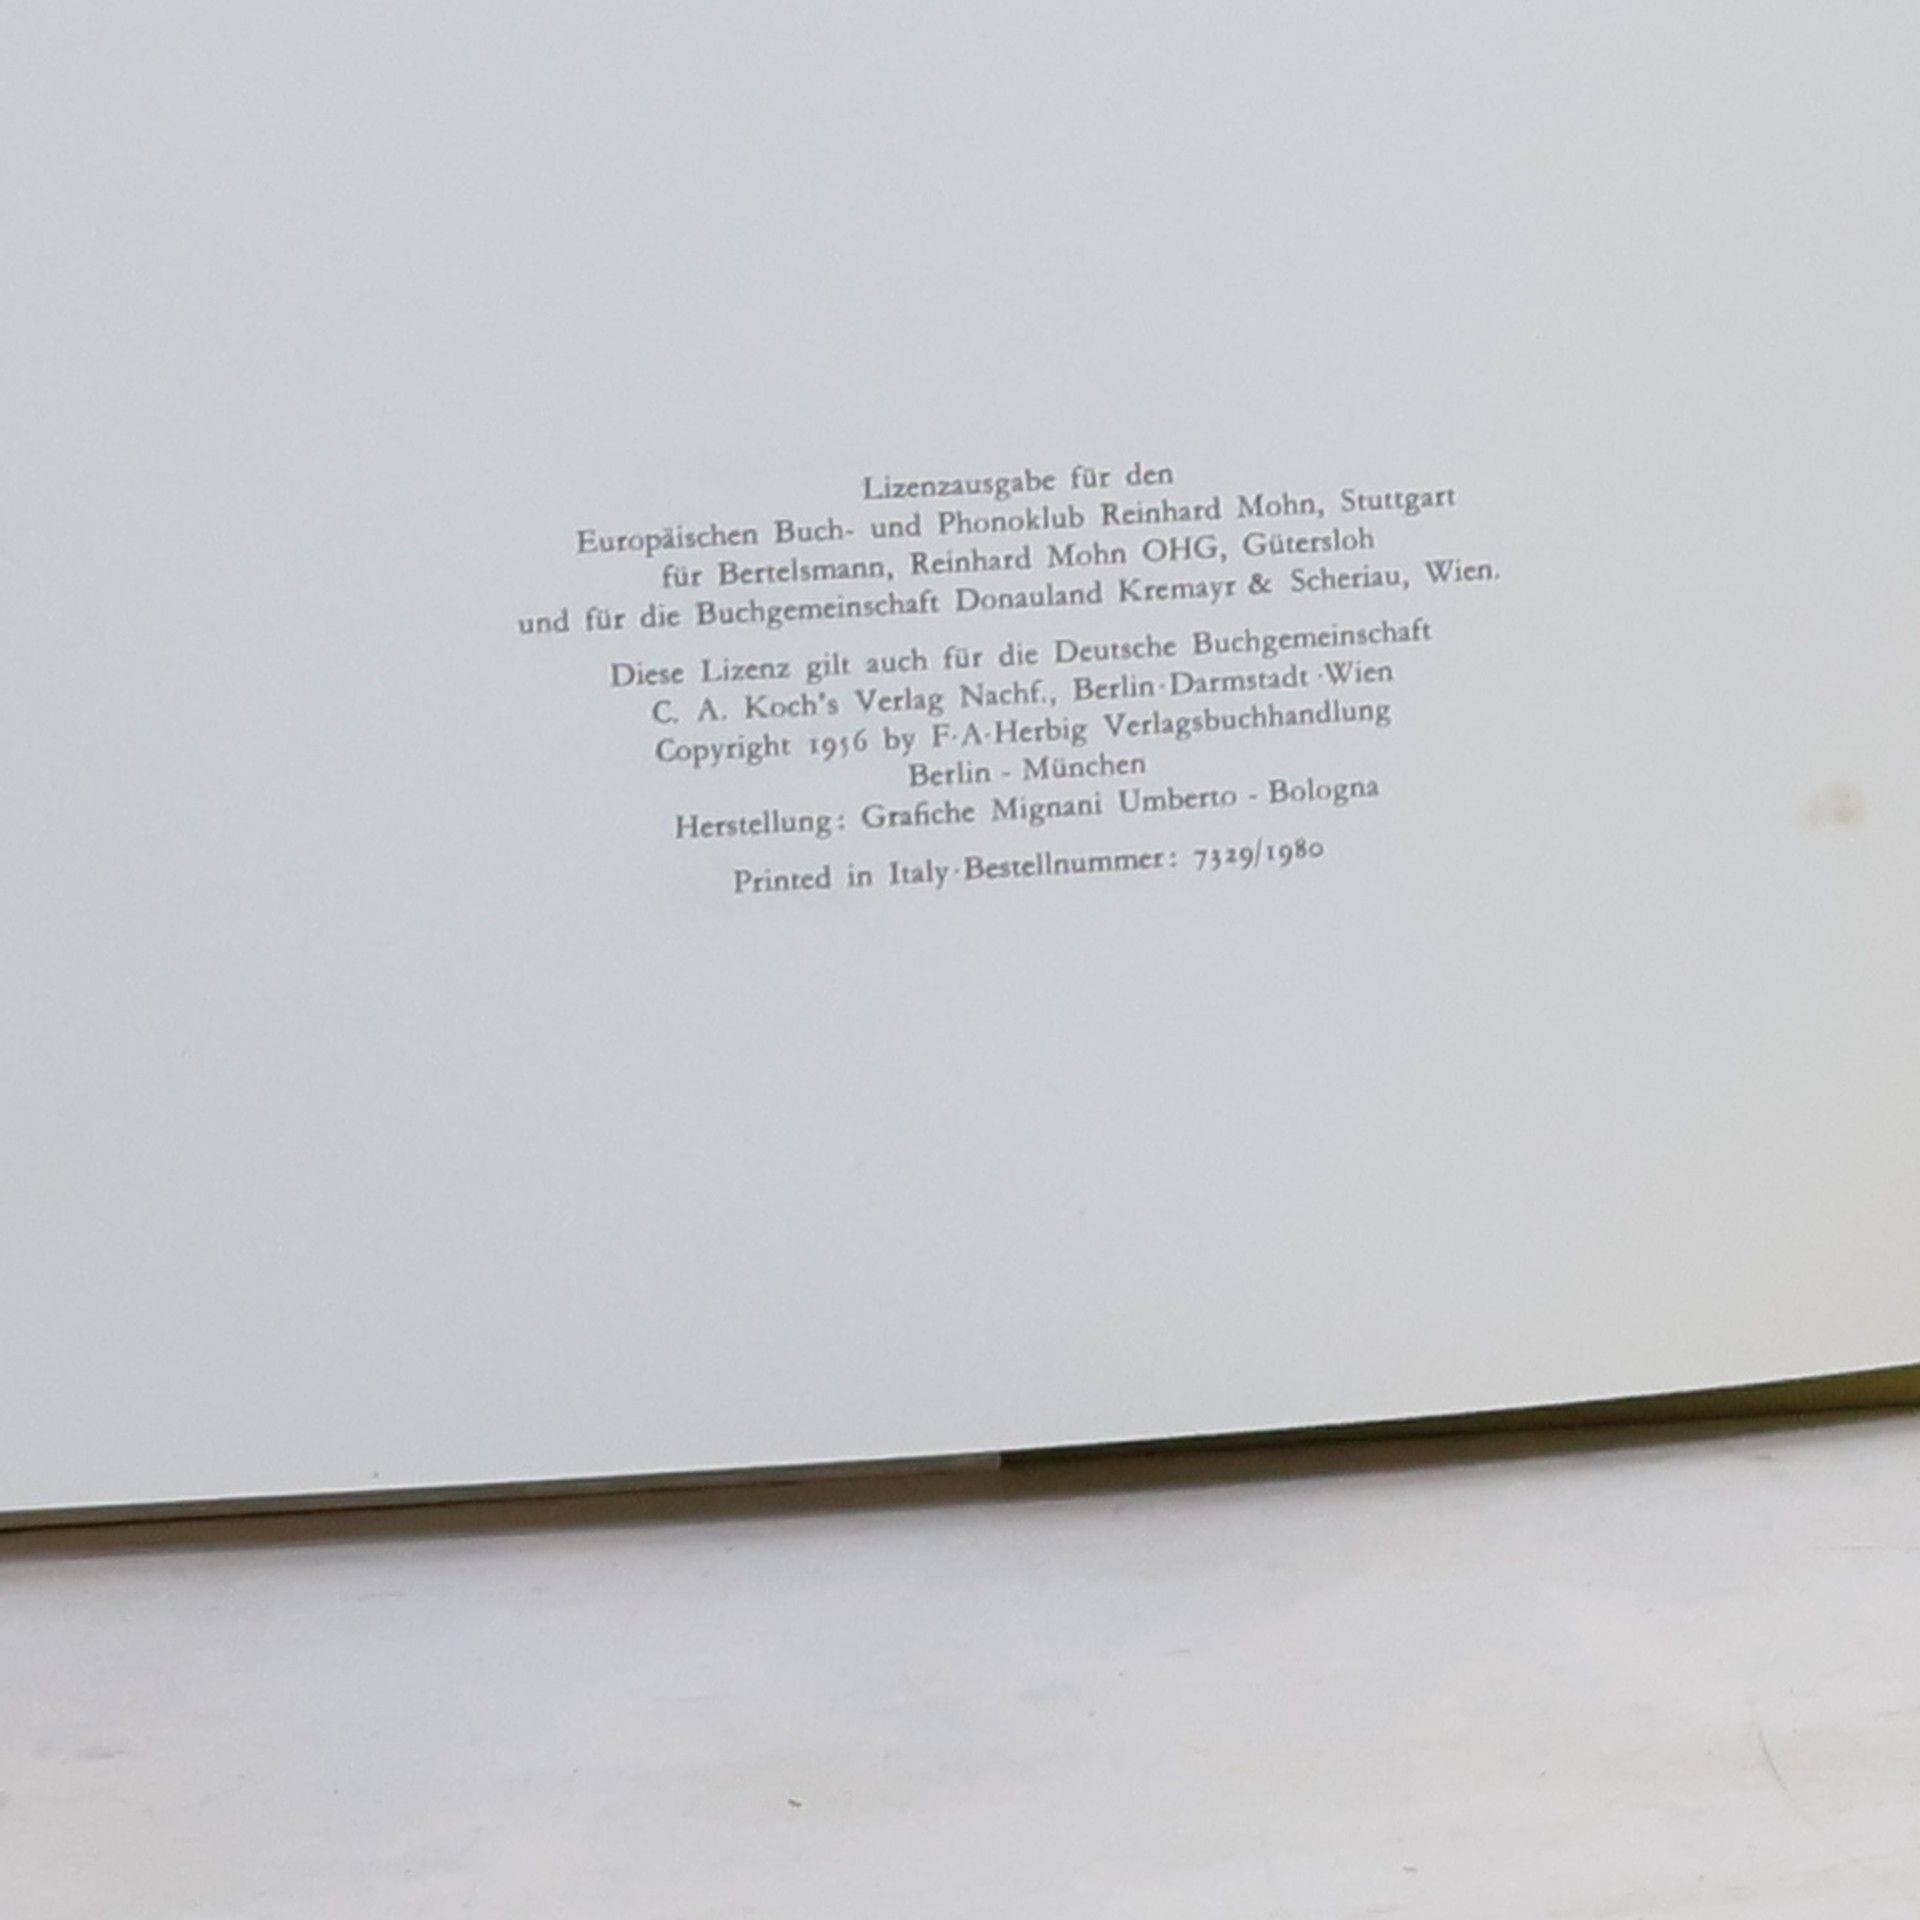 Lizenzausgabe für den
Europäischen Buch- und Phonoklub Reinhard Mohn, Stuttgart
für Bertelsmann, Reinhard Mohn OHG, Gütersloh
und für die Buchgemeinschaft Donauland Kremayr & Scheriau, Wien.
Diese Lizenz gilt auch für die Deutsche Buchgemeinschaft
C. A. Koch's Verlag Nachf., Berlin·Darmstadt·Wien
Copyright 1956 by F·A·Herbig Verlagsbuchhandlung
Berlin - München
Herstellung: Grafiche Mignani Umberto - Bologna
Printed in Italy·Bestellnummer: 7329/1980